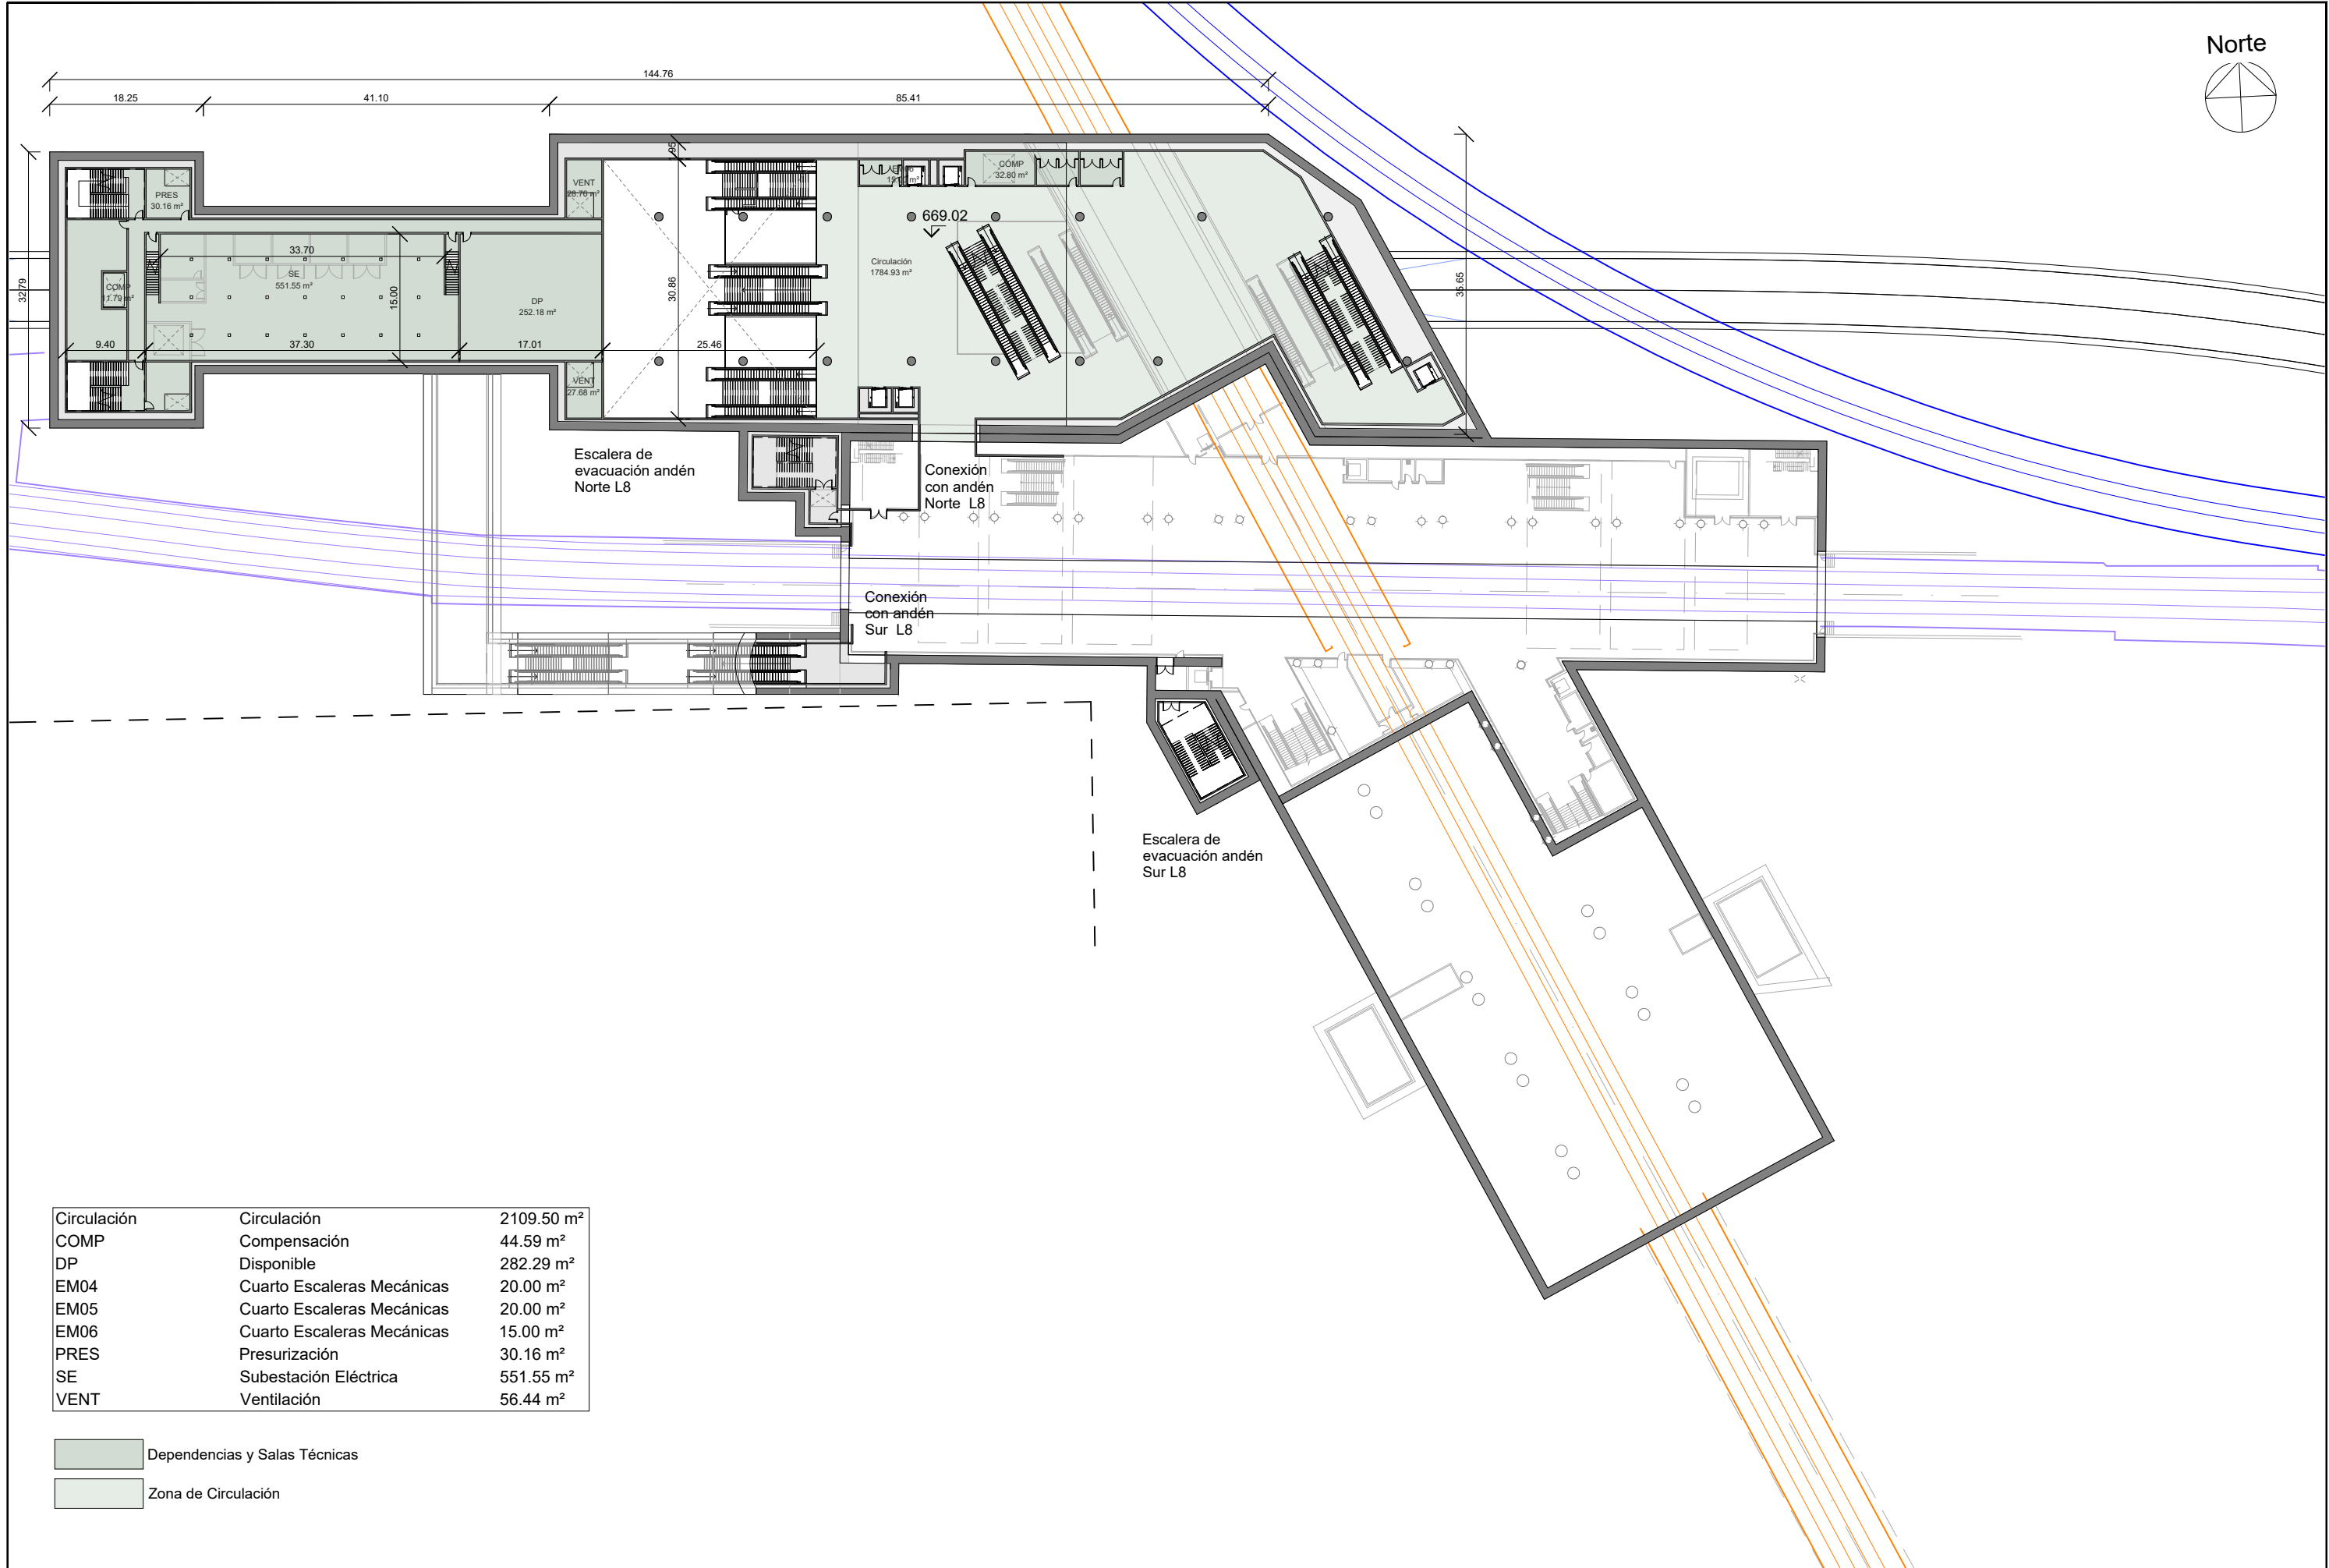 Norte
144.76
18.25
41.10
85.41
1.95
32.79
35.65
PRES
30.16 m²
VENT
28.76 m²
COMP
32.80 m²
669.02
33.70
SE
551.55 m²
15.00
30.86
Circulación
1784.93 m²
COMP
11.79 m²
DP
252.18 m²
9.40
37.30
17.01
25.46
VENT
27.68 m²
Escalera de
evacuación andén
Norte L8
Conexión
con andén
Norte L8
Conexión
con andén
Sur L8
Escalera de
evacuación andén
Sur L8
Circulación Circulación 2109.50 m²
COMP Compensación 44.59 m²
DP Disponible 282.29 m²
EM04 Cuarto Escaleras Mecánicas 20.00 m²
EM05 Cuarto Escaleras Mecánicas 20.00 m²
EM06 Cuarto Escaleras Mecánicas 15.00 m²
PRES Presurización 30.16 m²
SE Subestación Eléctrica 551.55 m²
VENT Ventilación 56.44 m²
Dependencias y Salas Técnicas
Zona de Circulación